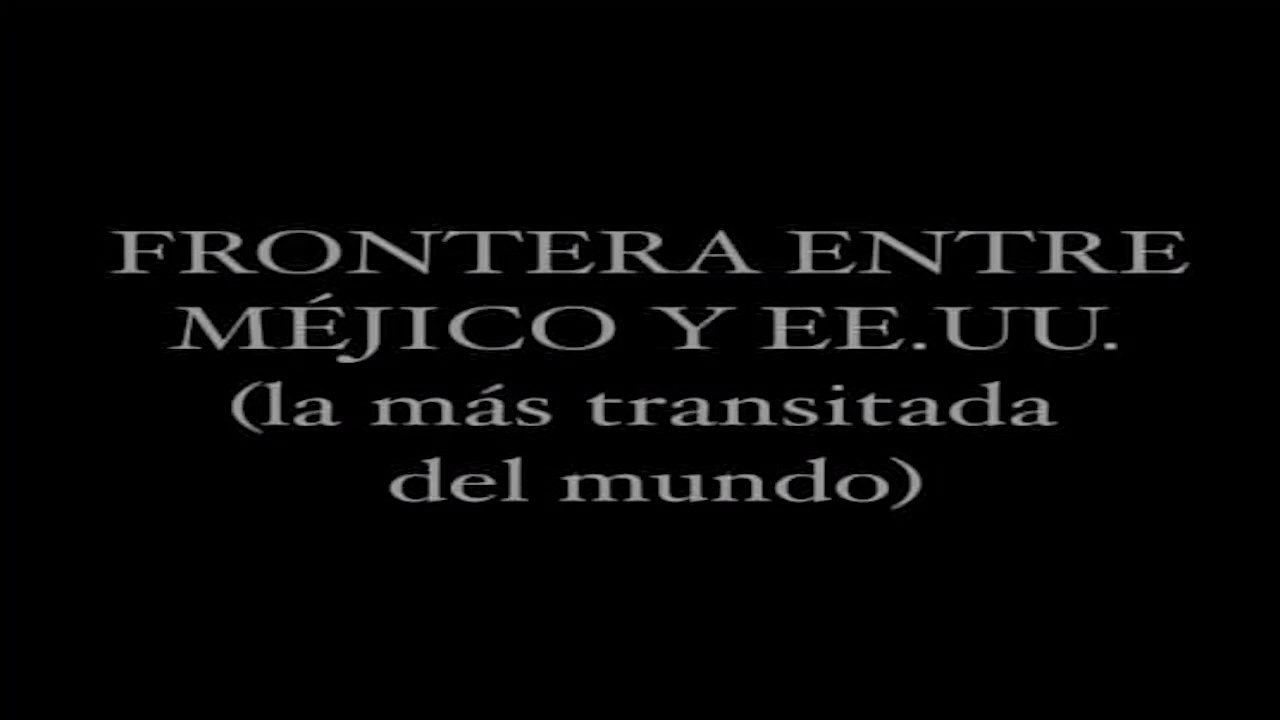 FRONTERA ENTRE
MÉJICO Y EE.UU.
(la más transitada
del mundo)